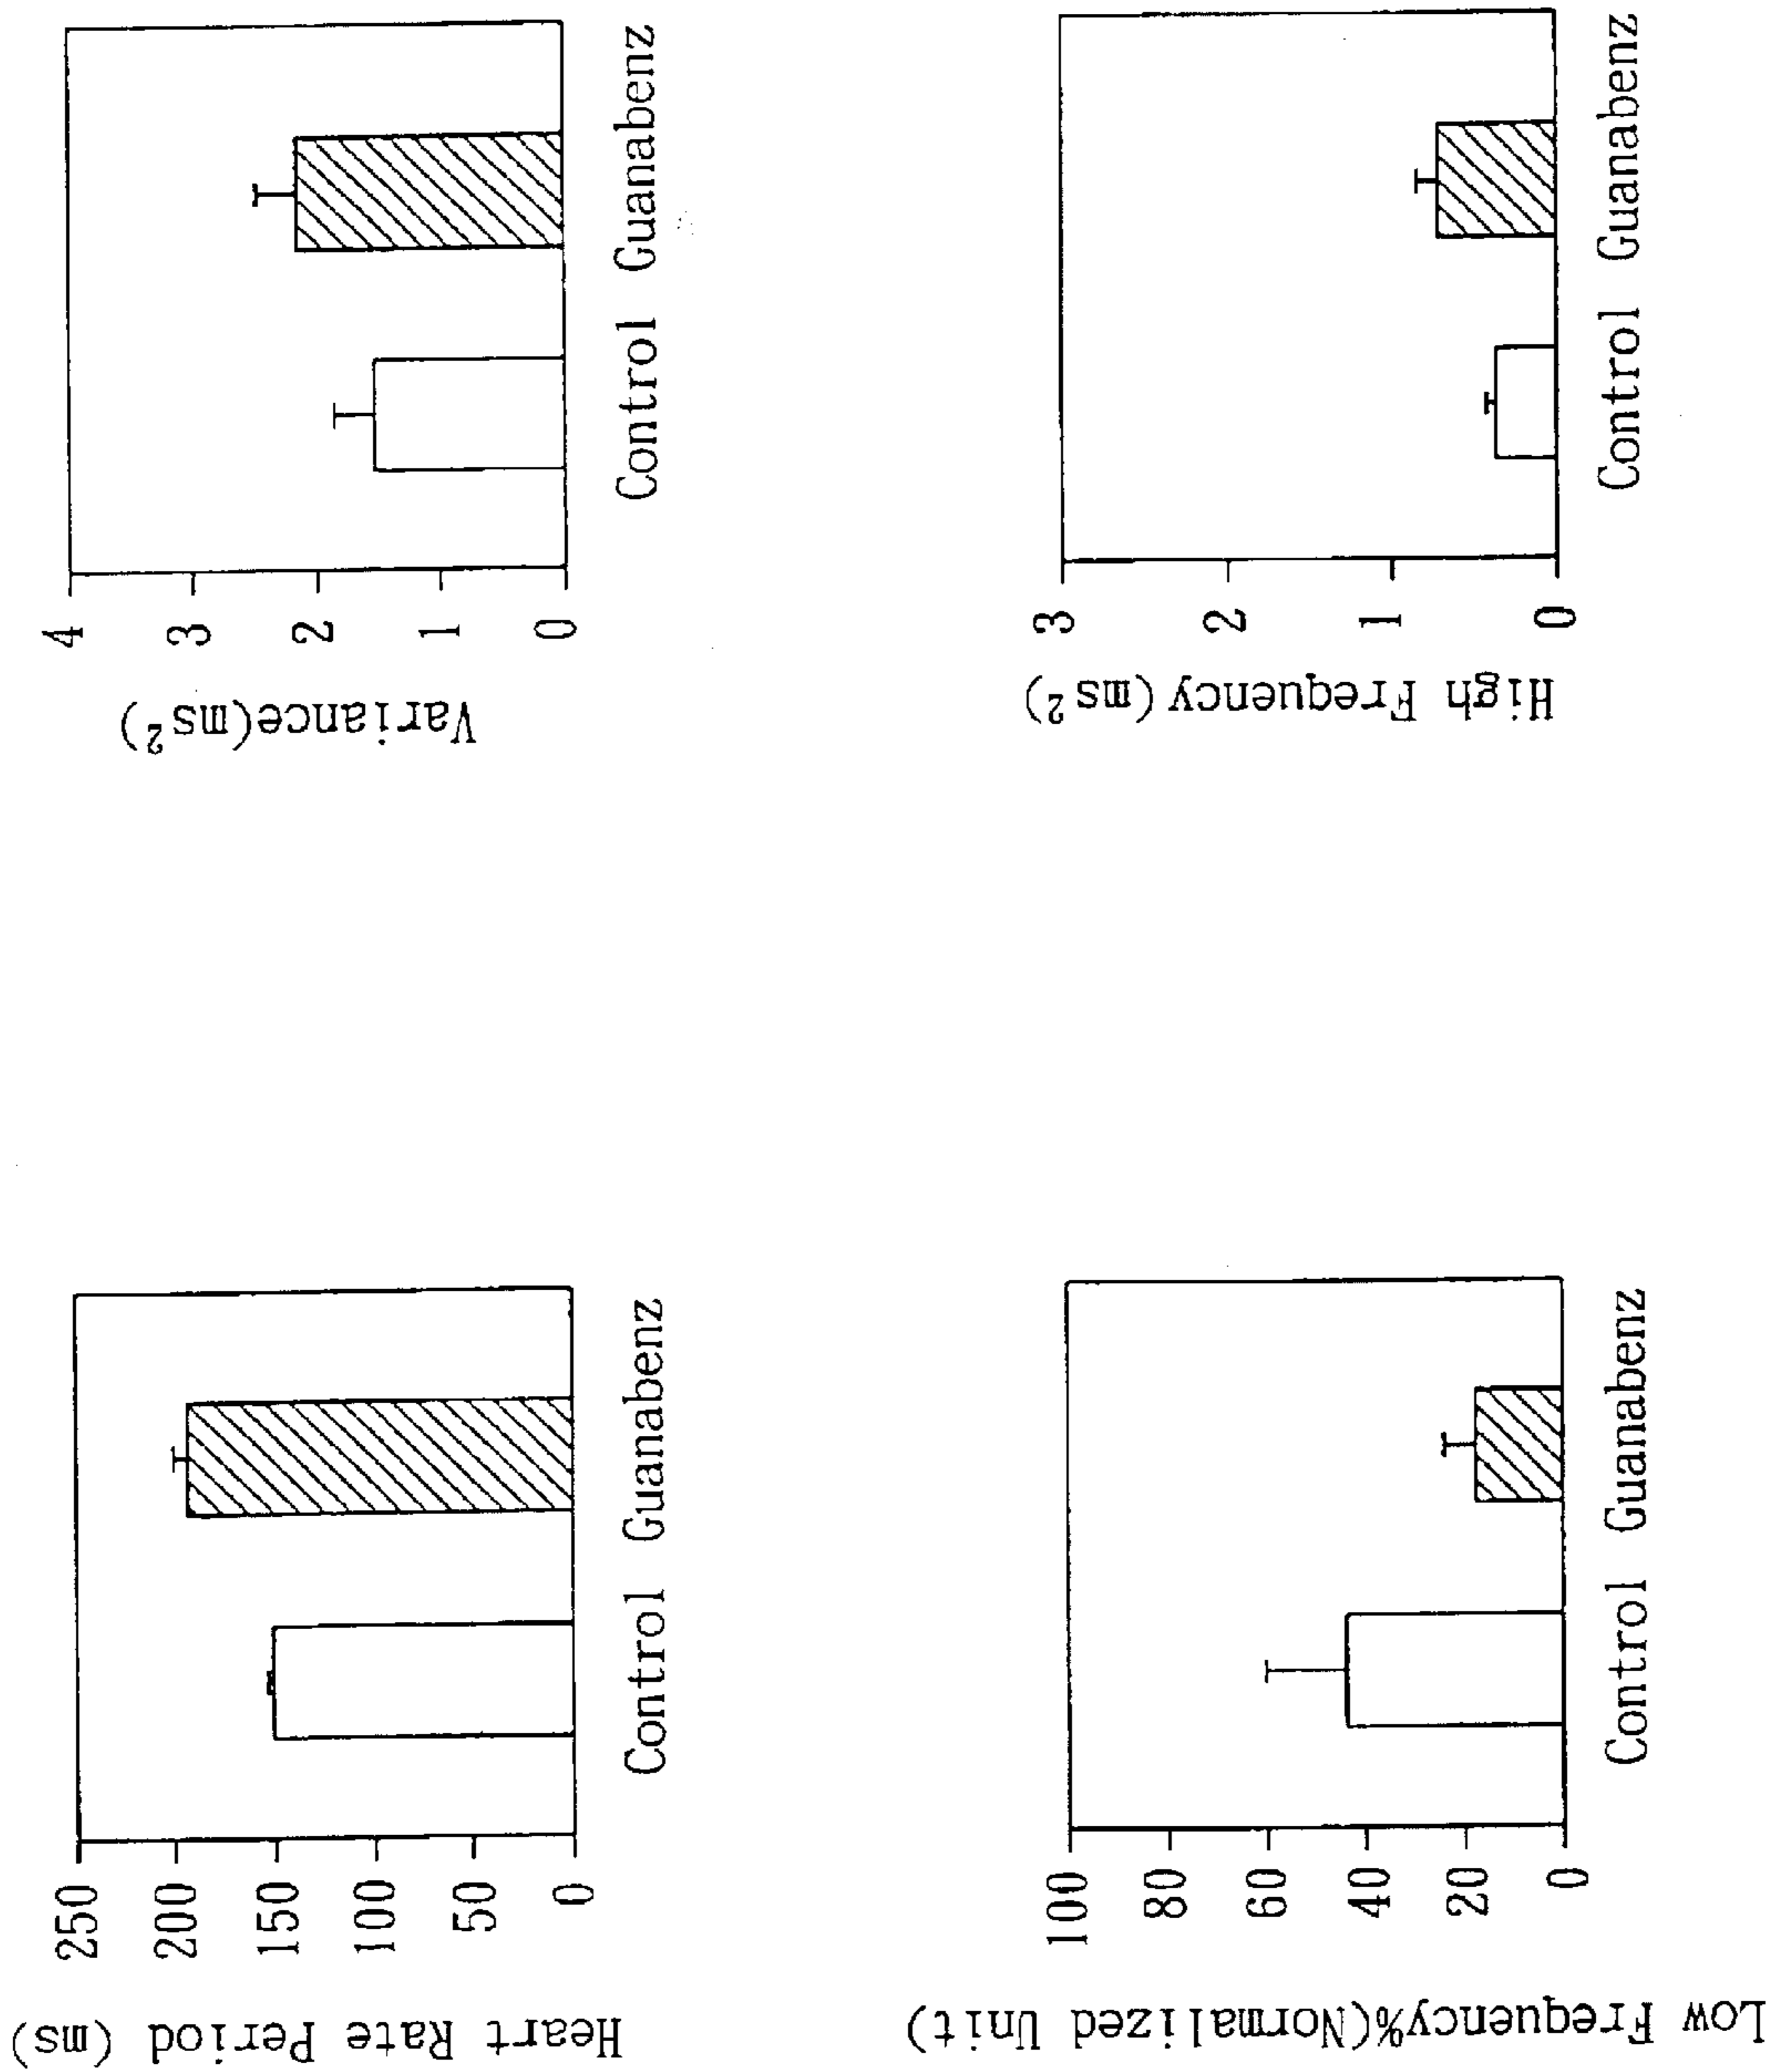 Heart Rate Period (ms)
250
200
150
100
50
0
Control Guanabenz
Variance(ms²)
4
3
2
1
0
Control Guanabenz
Low Frequency%(Normalized Unit)
100
80
60
40
20
0
Control Guanabenz
High Frequency(ms²)
3
2
1
0
Control Guanabenz